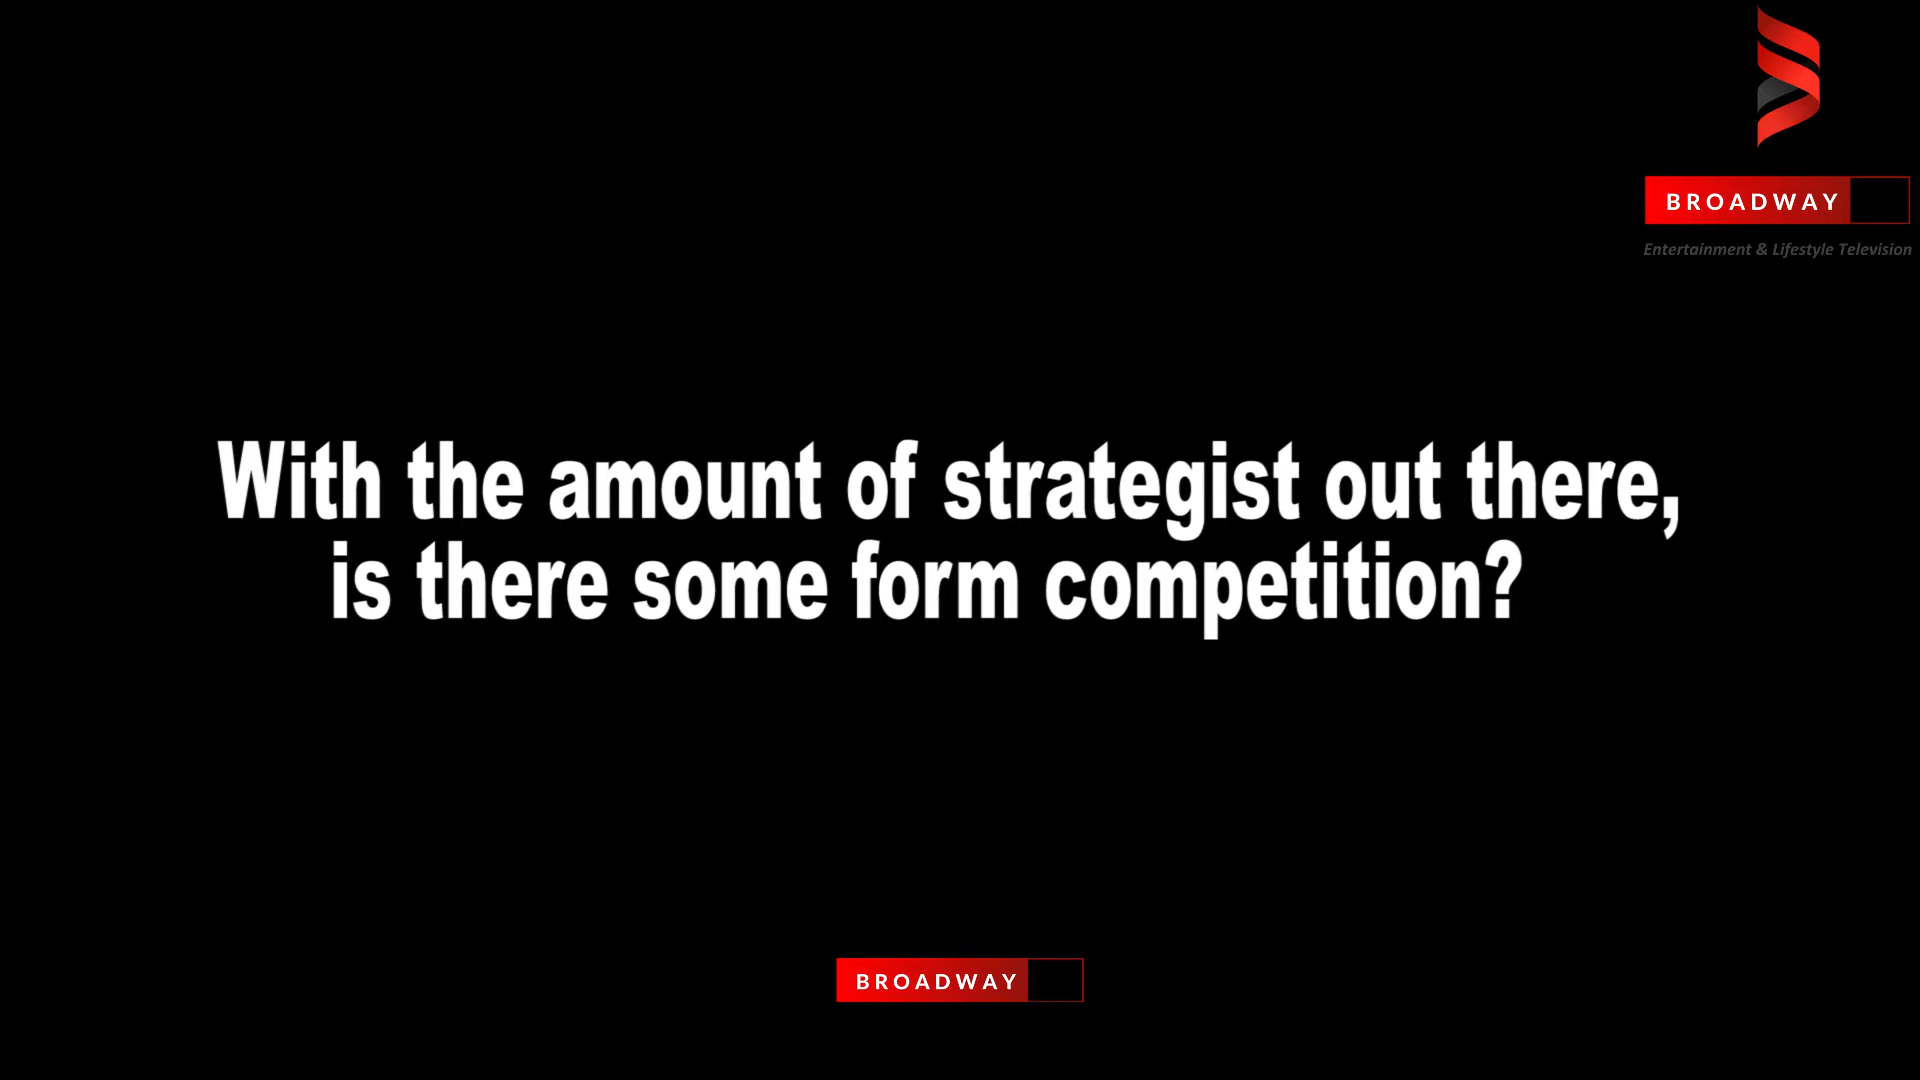 BROADWAY
Entertainment & Lifestyle Television
With the amount of strategist out there,
is there some form competition?
BROADWAY